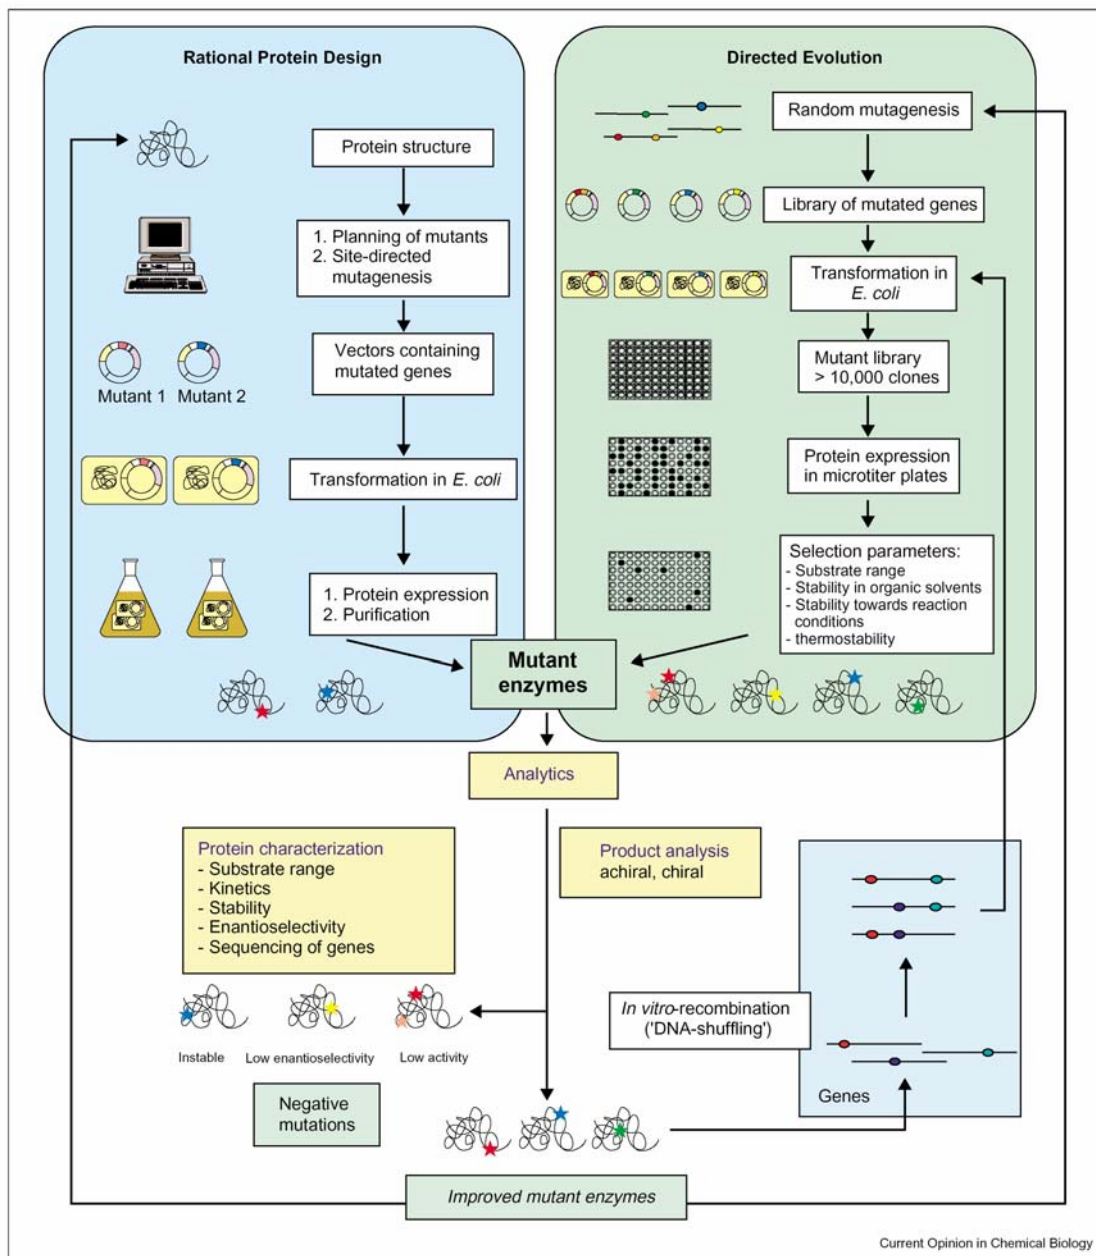 Rational Protein Design
Protein structure
1. Planning of mutants
2. Site-directed
mutagenesis
Vectors containing
mutated genes
Mutant 1 Mutant 2
Transformation in E. coli
1. Protein expression
2. Purification
Directed Evolution
Random mutagenesis
Library of mutated genes
Transformation in
E. coli
Mutant library
> 10,000 clones
Protein expression
in microtiter plates
Selection parameters:
- Substrate range
- Stability in organic solvents
- Stability towards reaction
conditions
- thermostability
Mutant
enzymes
Analytics
Protein characterization
- Substrate range
- Kinetics
- Stability
- Enantioselectivity
- Sequencing of genes
Product analysis
achiral, chiral
Instable Low enantioselectivity Low activity
Negative
mutations
In vitro-recombination
('DNA-shuffling')
Genes
Improved mutant enzymes
Current Opinion in Chemical Biology